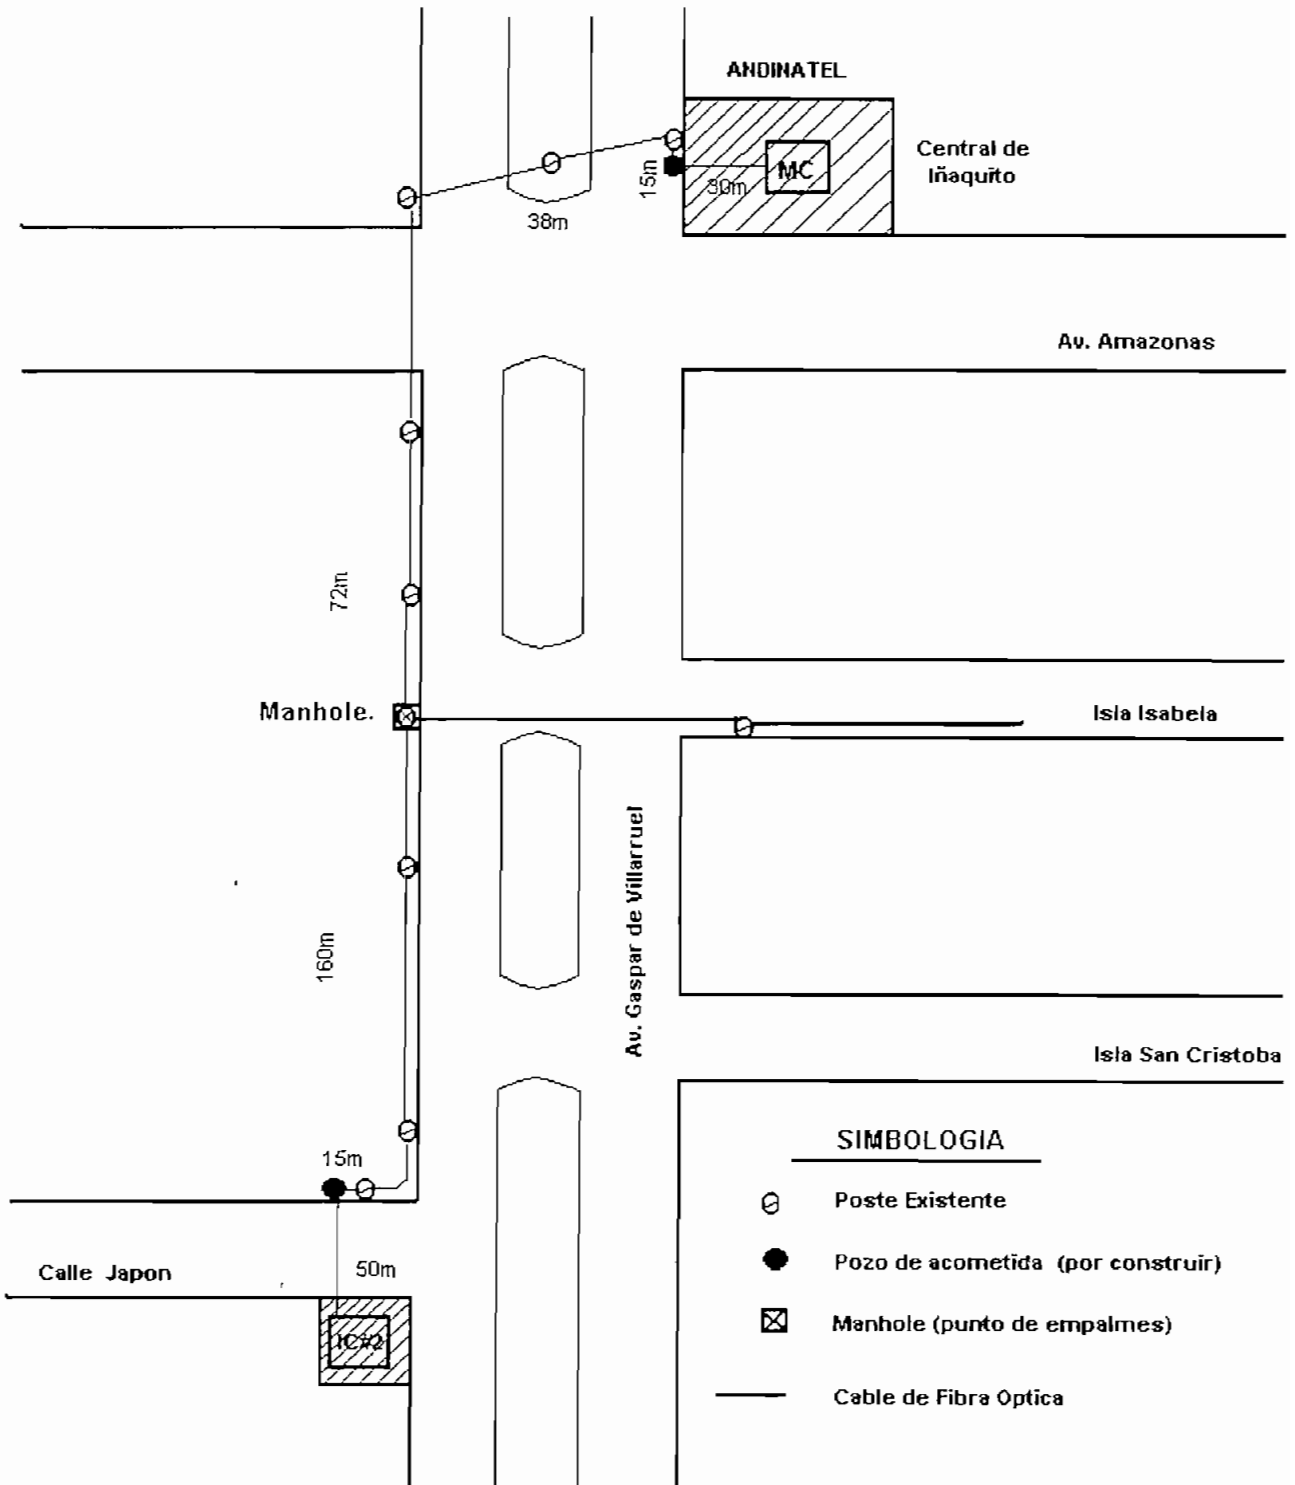 ANDINATEL
Central de
Iñaquito
MC
15m
30m
38m
Av. Amazonas
72m
Manhole.
Isla Isabela
Av. Gaspar de Villarruel
160m
Isla San Cristoba
SIMBOLOGIA
15m
Poste Existente
Pozo de acometida (por construir)
Calle Japon
50m
Manhole (punto de empalmes)
IC#2
Cable de Fibra Optica